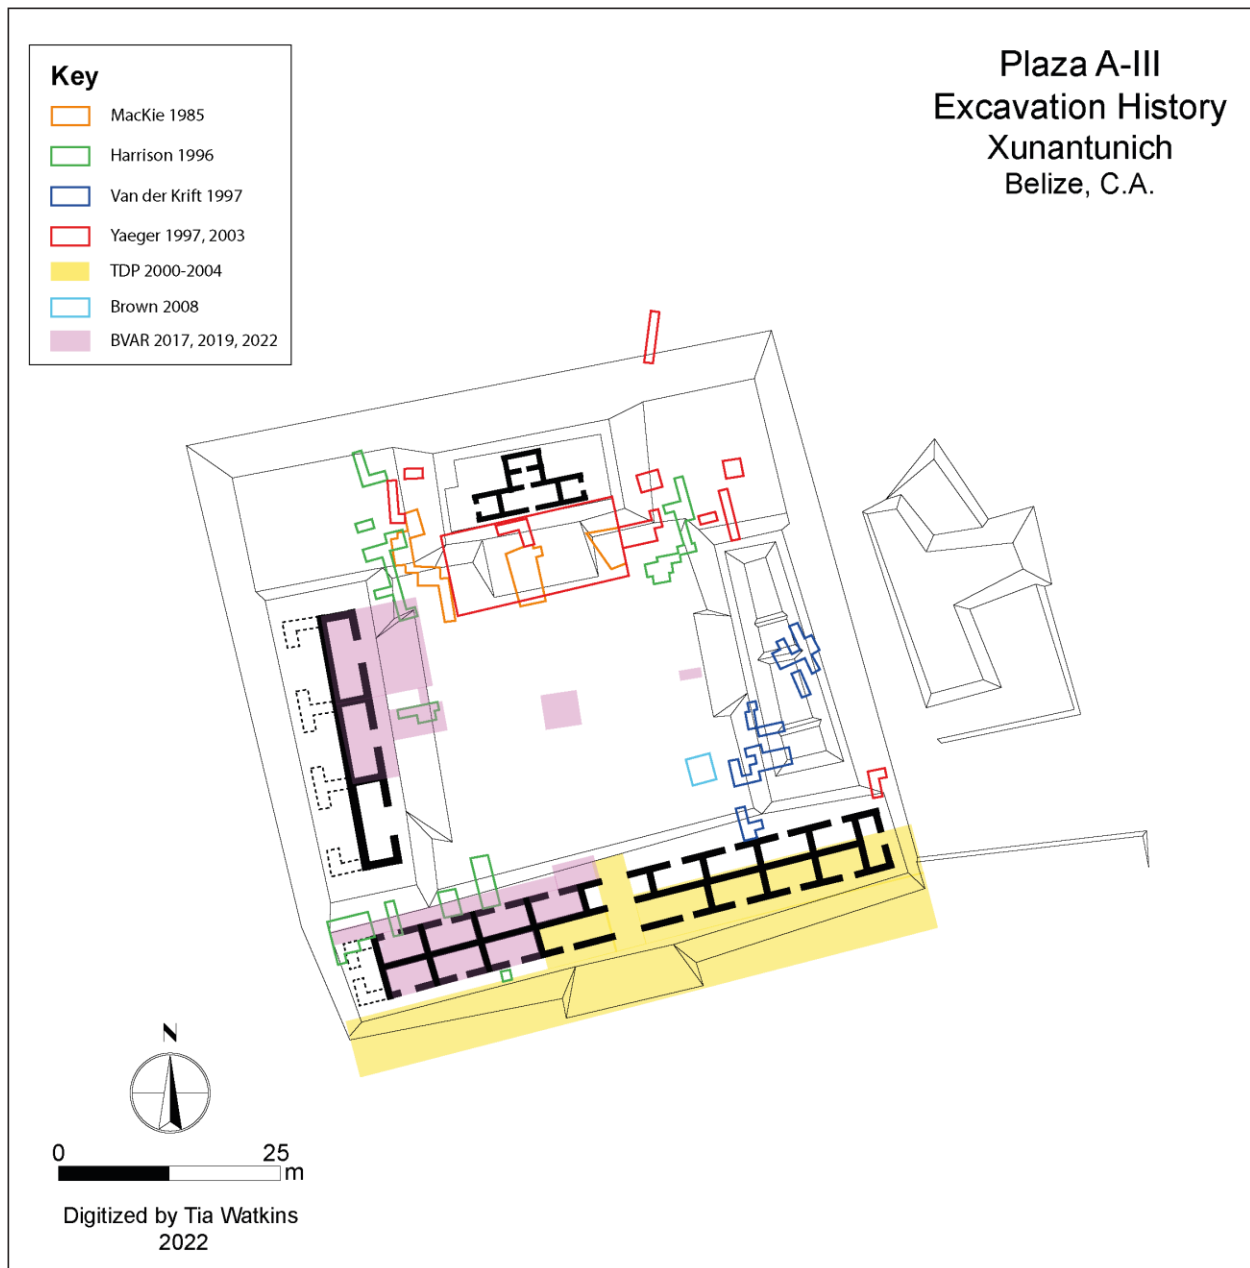 Key
MacKie 1985
Harrison 1996
Van der Krift 1997
Yaeger 1997, 2003
TDP 2000-2004
Brown 2008
BVAR 2017, 2019, 2022
Plaza A-III
Excavation History
Xunantunich
Belize, C.A.
N
0 25
m
Digitized by Tia Watkins
2022